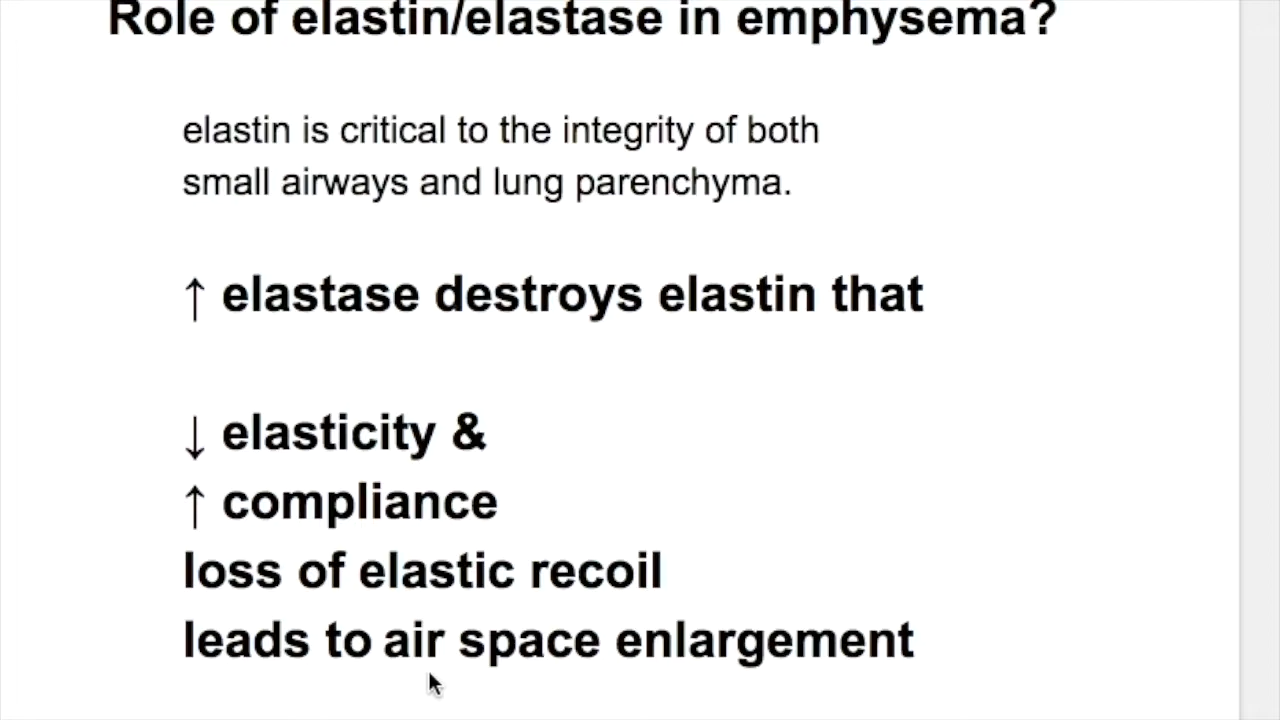 Role of elastin/elastase in emphysema?
elastin is critical to the integrity of both
small airways and lung parenchyma.
↑ elastase destroys elastin that
↓ elasticity &
↑ compliance
loss of elastic recoil
leads to air space enlargement